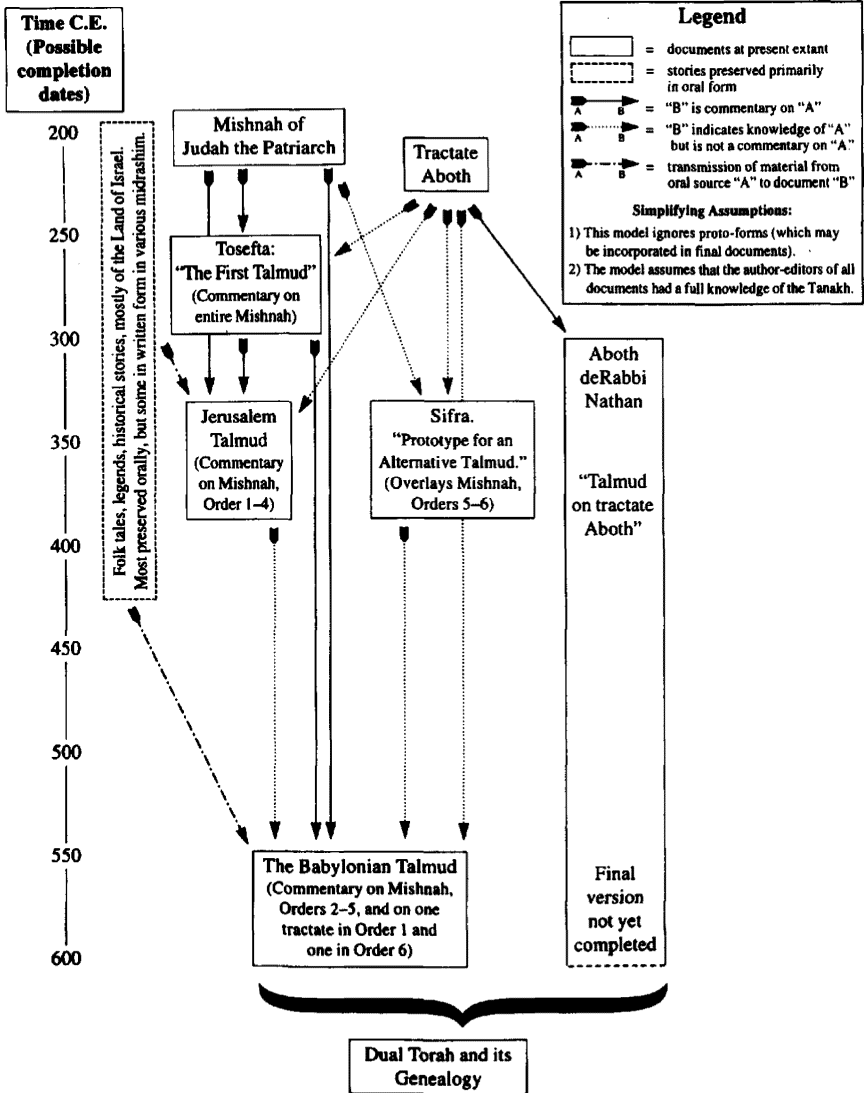 Time C.E.
(Possible
completion
dates)
200
250
300
350
400
450
500
550
600
Folk tales, legends, historical stories, mostly of the Land of Israel.
Most preserved orally, but some in written form in various midrashim.
Mishnah of
Judah the Patriarch
Tractate
Aboth
Tosefta:
"The First Talmud"
(Commentary on
entire Mishnah)
Jerusalem
Talmud
(Commentary
on Mishnah,
Order 1–4)
Sifra.
"Prototype for an
Alternative Talmud."
(Overlays Mishnah,
Orders 5–6)
Aboth
deRabbi
Nathan
"Talmud
on tractate
Aboth"
Final
version
not yet
completed
The Babylonian Talmud
(Commentary on Mishnah,
Orders 2–5, and on one
tractate in Order 1 and
one in Order 6)
Dual Torah and its
Genealogy
Legend
= documents at present extant
= stories preserved primarily
in oral form
A B = "B" is commentary on "A"
A B = "B" indicates knowledge of "A"
but is not a commentary on "A."
A B = transmission of material from
oral source "A" to document "B"
Simplifying Assumptions:
1) This model ignores proto-forms (which may
be incorporated in final documents).
2) The model assumes that the author-editors of all
documents had a full knowledge of the Tanakh.